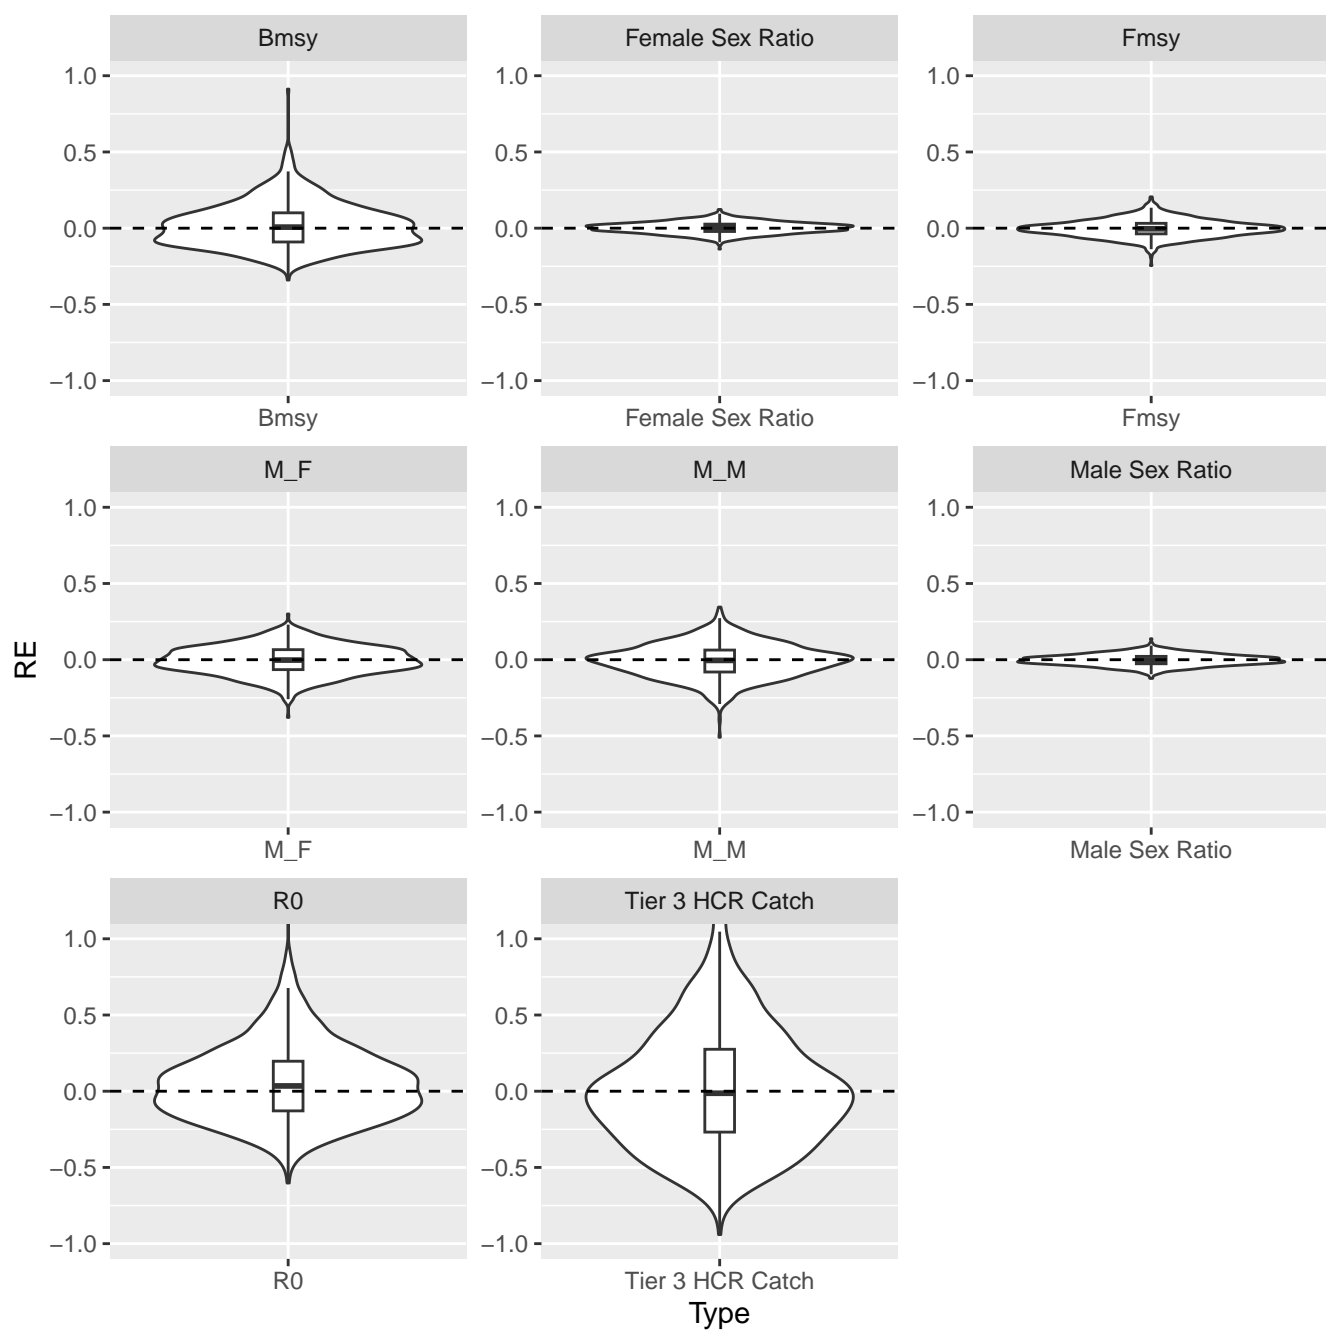 Bmsy Female Sex Ratio Fmsy
1.0 1.0 1.0
0.5 0.5 0.5
0.0 0.0 0.0
−0.5 −0.5 −0.5
−1.0 −1.0 −1.0
Bmsy Female Sex Ratio Fmsy
M_F M_M Male Sex Ratio
1.0 1.0 1.0
0.5 0.5 0.5
RE
0.0 0.0 0.0
−0.5 −0.5 −0.5
−1.0 −1.0 −1.0
M_F M_M Male Sex Ratio
R0 Tier 3 HCR Catch
1.0 1.0
0.5 0.5
0.0 0.0
−0.5 −0.5
−1.0 −1.0
R0 Tier 3 HCR Catch
Type